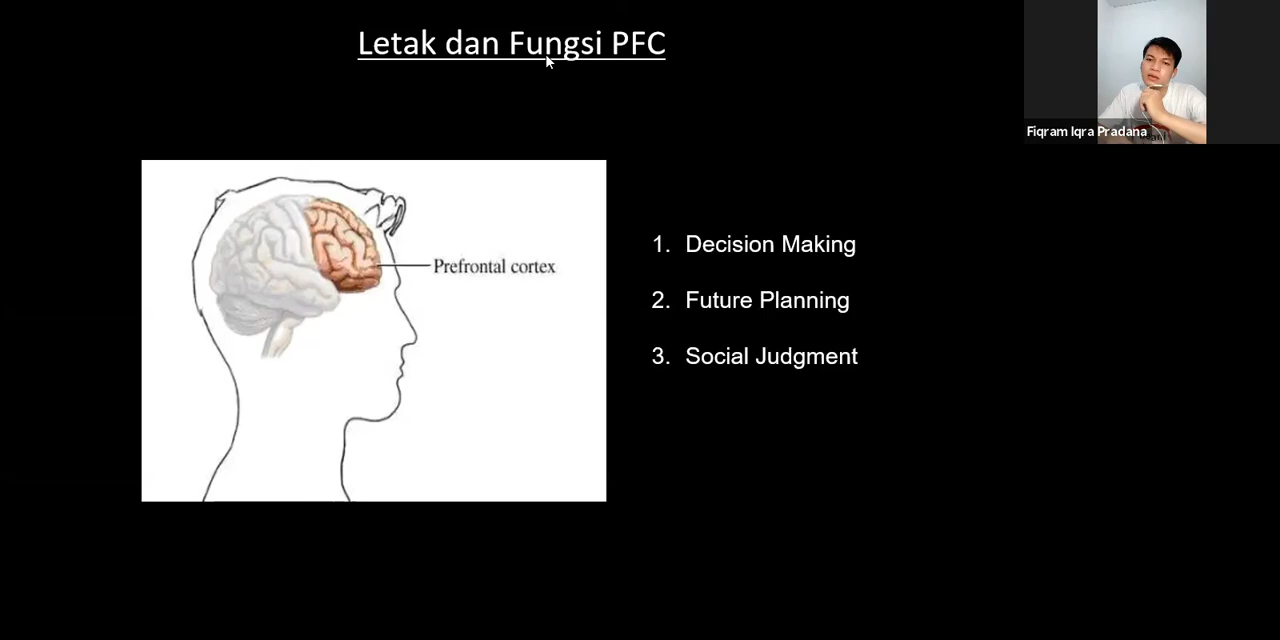 Letak dan Fungsi PFC
Fiqram Iqra Pradana
Prefrontal cortex
1. Decision Making
2. Future Planning
3. Social Judgment